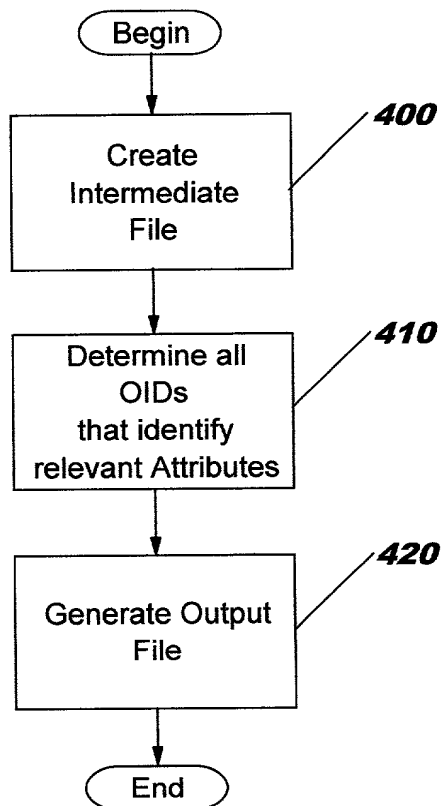 Begin
400
Create
Intermediate
File
410
Determine all
OIDs
that identify
relevant Attributes
420
Generate Output
File
End